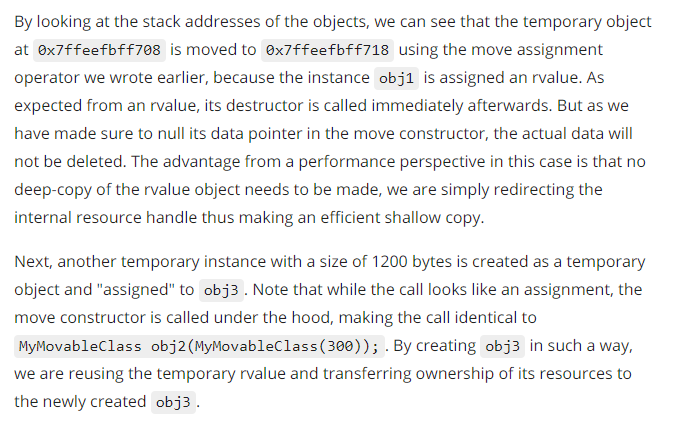 By looking at the stack addresses of the objects, we can see that the temporary object
at 0x7ffeefbff708 is moved to 0x7ffeefbff718 using the move assignment
operator we wrote earlier, because the instance obj1 is assigned an rvalue. As
expected from an rvalue, its destructor is called immediately afterwards. But as we
have made sure to null its data pointer in the move constructor, the actual data will
not be deleted. The advantage from a performance perspective in this case is that no
deep-copy of the rvalue object needs to be made, we are simply redirecting the
internal resource handle thus making an efficient shallow copy.
Next, another temporary instance with a size of 1200 bytes is created as a temporary
object and "assigned" to obj3 . Note that while the call looks like an assignment, the
move constructor is called under the hood, making the call identical to
MyMovableClass obj2(MyMovableClass(300)); . By creating obj3 in such a way,
we are reusing the temporary rvalue and transferring ownership of its resources to
the newly created obj3 .